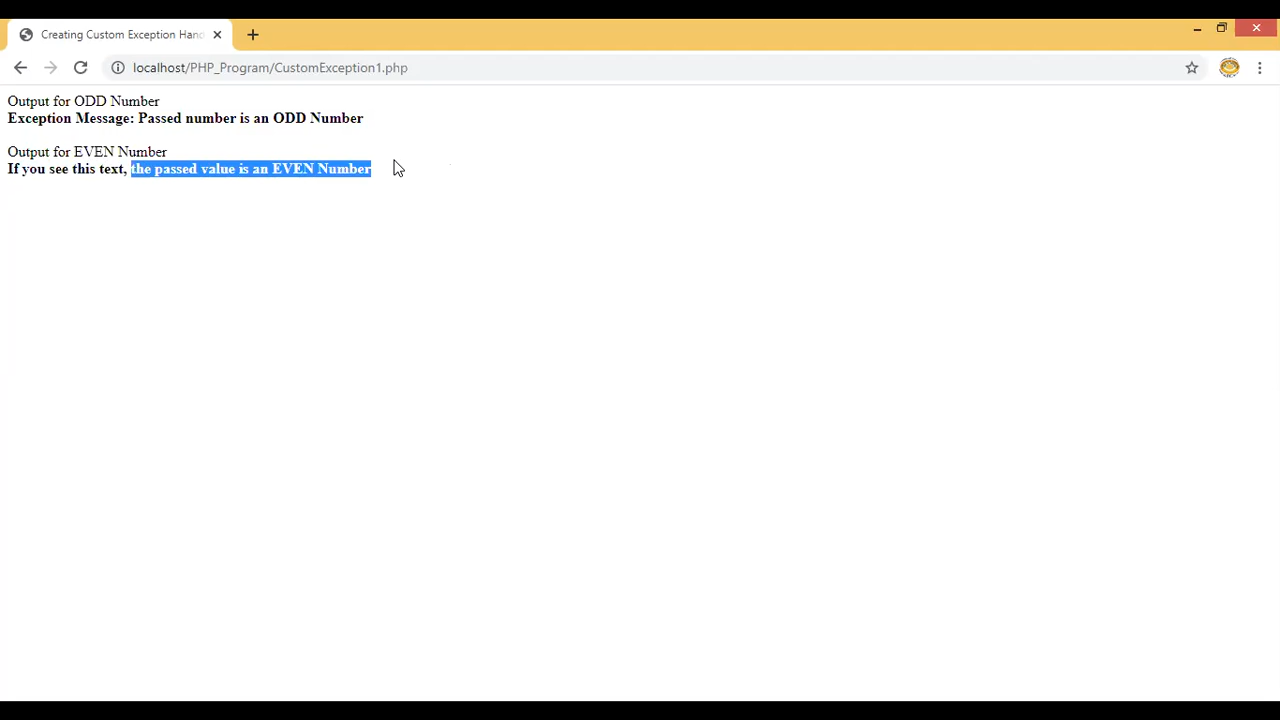 Creating Custom Exception Hand
localhost/PHP_Program/CustomException1.php
Output for ODD Number
Exception Message: Passed number is an ODD Number
Output for EVEN Number
If you see this text, the passed value is an EVEN Number